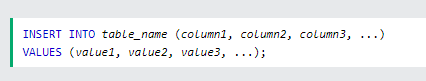 INSERT INTO table_name (column1, column2, column3, ...)
VALUES (value1, value2, value3, ...);